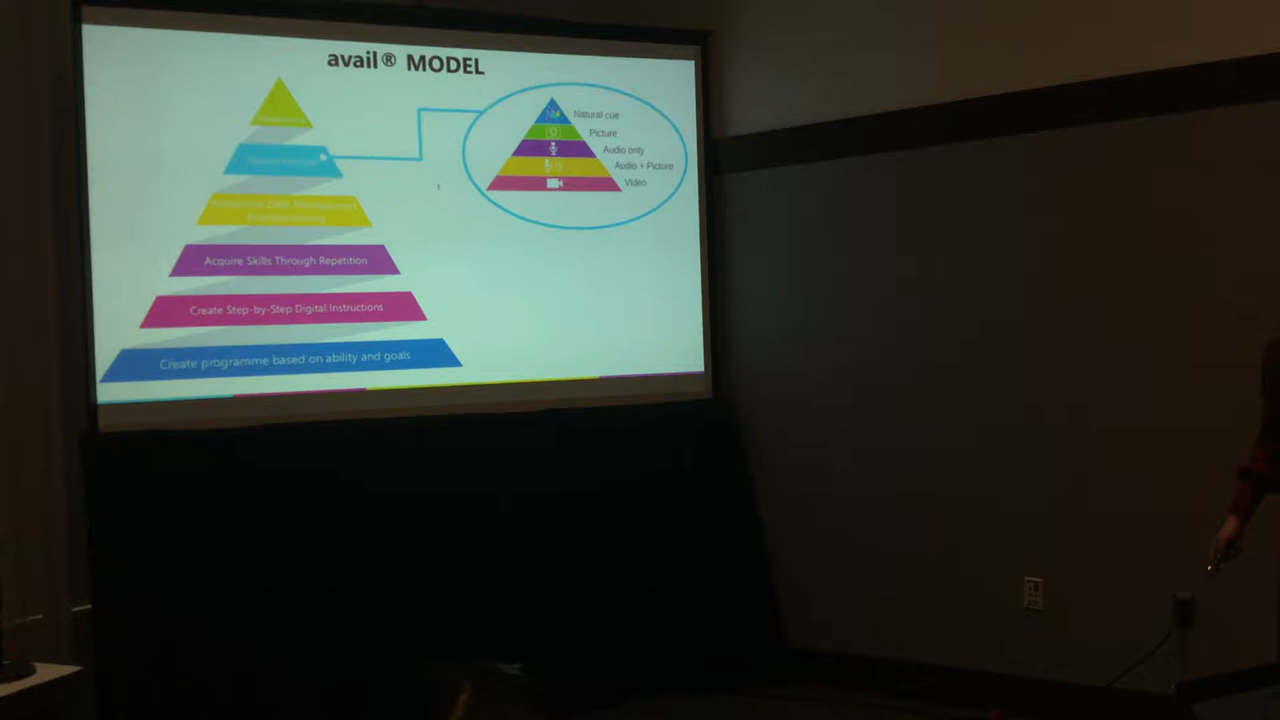 avail® MODEL
Natural cue
Picture
Audio only
Audio + Picture
Video
Acquire Skills Through Repetition
Create Step-by-Step Digital Instructions
Create programme based on ability and goals